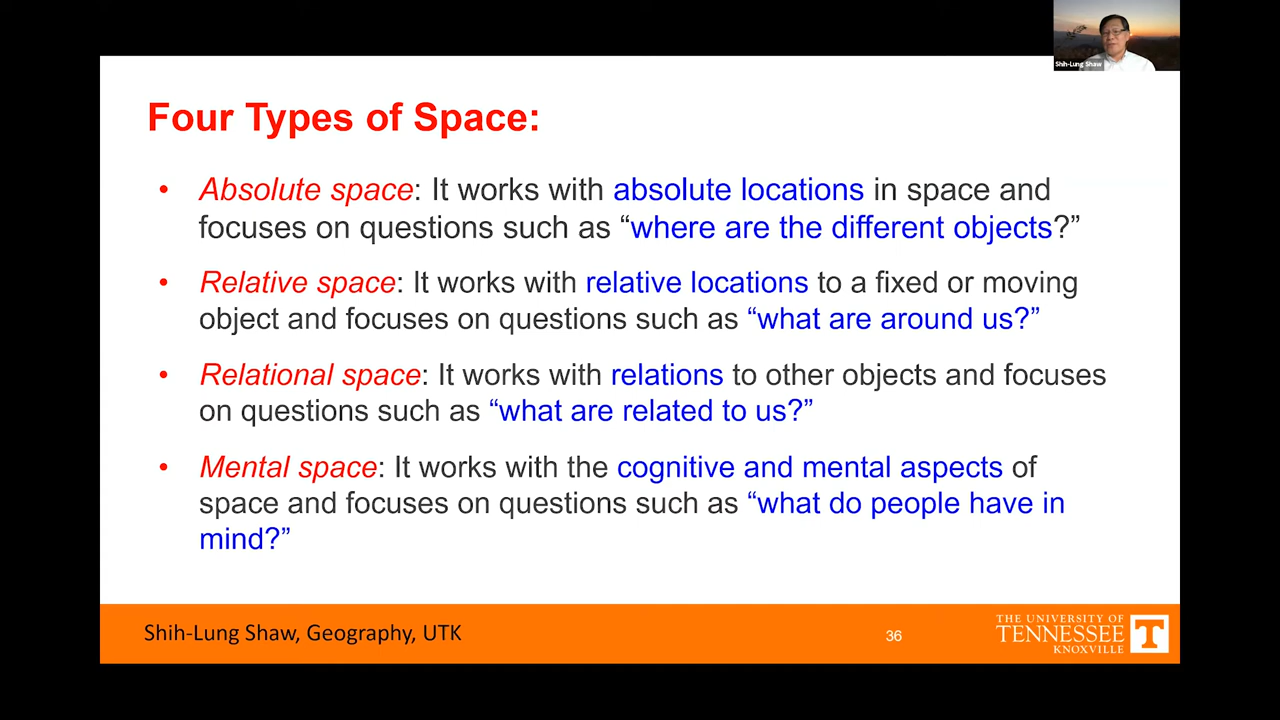 Shih-Lung Shaw
Four Types of Space:
• Absolute space: It works with absolute locations in space and
focuses on questions such as “where are the different objects?”
• Relative space: It works with relative locations to a fixed or moving
object and focuses on questions such as “what are around us?”
• Relational space: It works with relations to other objects and focuses
on questions such as “what are related to us?”
• Mental space: It works with the cognitive and mental aspects of
space and focuses on questions such as “what do people have in
mind?”
Shih-Lung Shaw, Geography, UTK
36
THE UNIVERSITY OF
TENNESSEE
KNOXVILLE
T